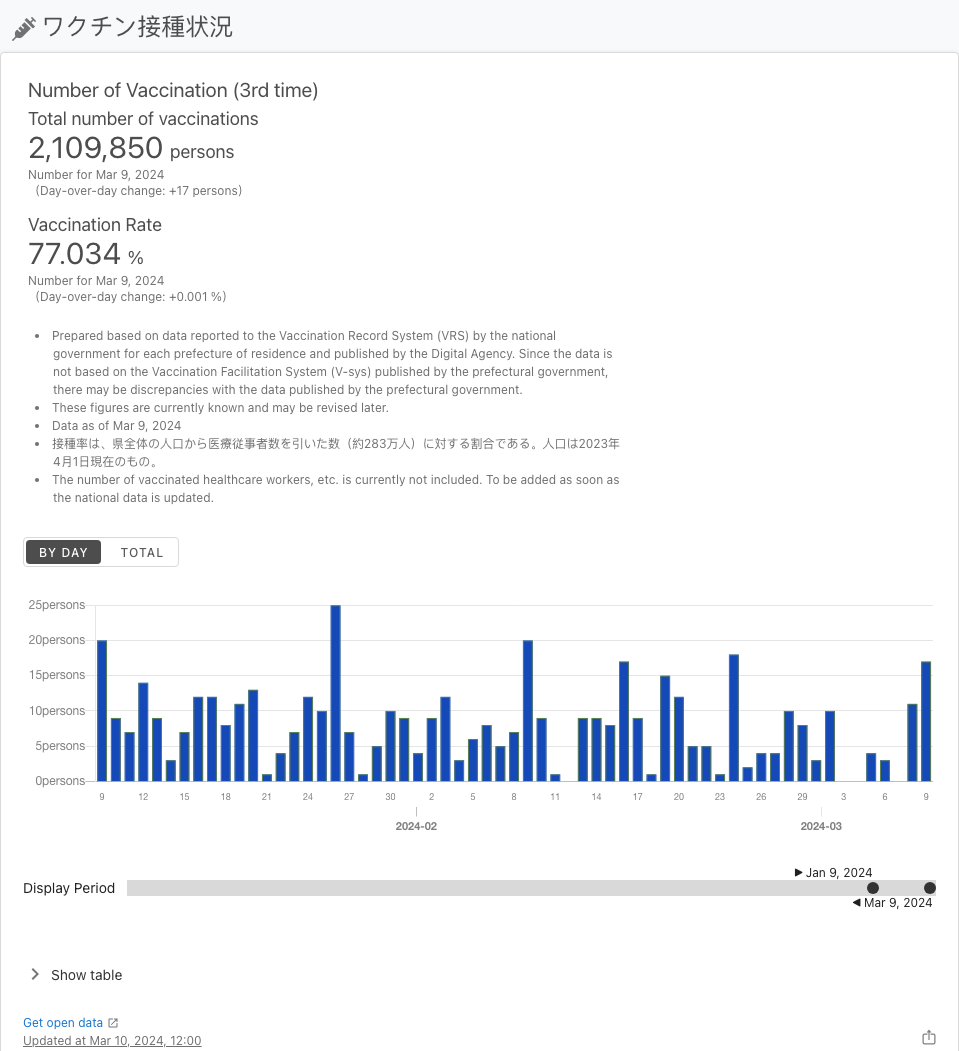 ワクチン接種状況
Number of Vaccination (3rd time)
Total number of vaccinations
2,109,850 persons
Number for Mar 9, 2024
(Day-over-day change: +17 persons)
Vaccination Rate
77.034 %
Number for Mar 9, 2024
(Day-over-day change: +0.001 %)
• Prepared based on data reported to the Vaccination Record System (VRS) by the national
government for each prefecture of residence and published by the Digital Agency. Since the data is
not based on the Vaccination Facilitation System (V-sys) published by the prefectural government,
there may be discrepancies with the data published by the prefectural government.
• These figures are currently known and may be revised later.
• Data as of Mar 9, 2024
• 接種率は、県全体の人口から医療従事者数を引いた数（約283万人）に対する割合である。人口は2023年
4月1日現在のもの。
• The number of vaccinated healthcare workers, etc. is currently not included. To be added as soon as
the national data is updated.
BY DAY TOTAL
25persons
20persons
15persons
10persons
5persons
0persons
9 12 15 18 21 24 27 30 2 5 8 11 14 17 20 23 26 29 3 6 9
2024-02 2024-03
Jan 9, 2024
Display Period
Mar 9, 2024
Show table
Get open data
Updated at Mar 10, 2024, 12:00